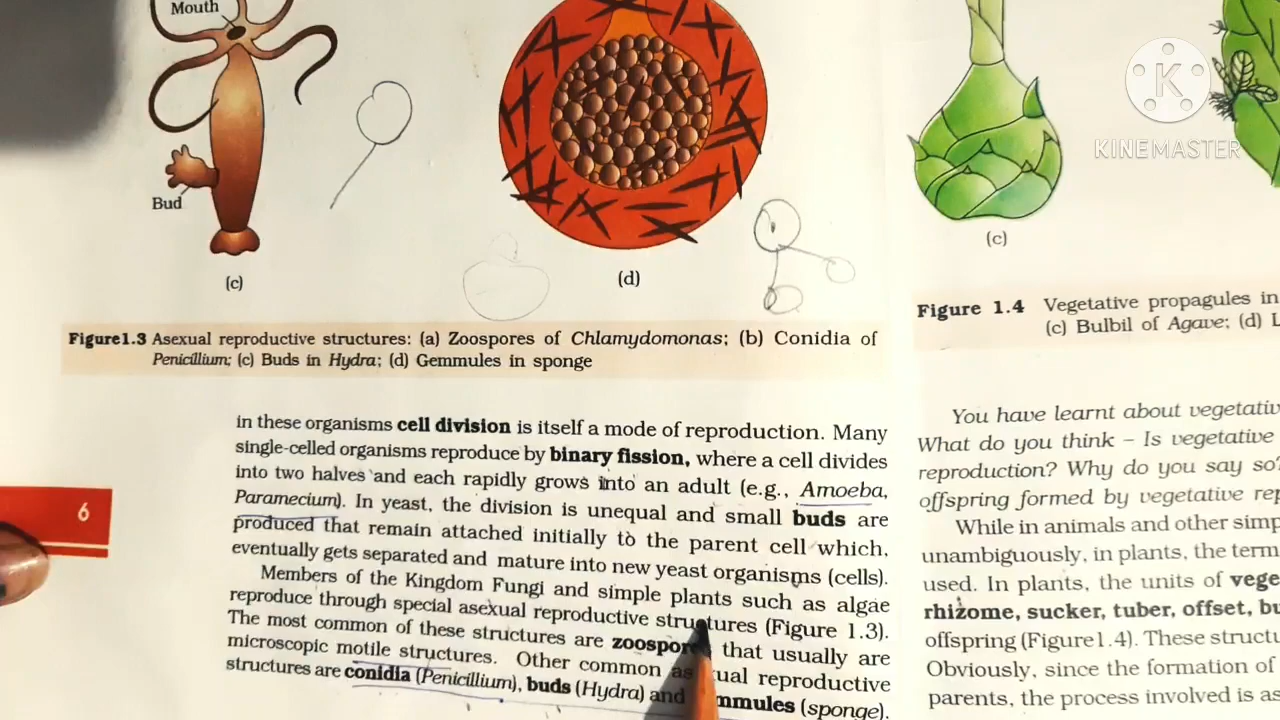 Mouth
Bud
(c)
(d)
Figure1.3 Asexual reproductive structures: (a) Zoospores of Chlamydomonas; (b) Conidia of
Penicillium; (c) Buds in Hydra; (d) Gemmules in sponge
in these organisms cell division is itself a mode of reproduction. Many
single-celled organisms reproduce by binary fission, where a cell divides
into two halves and each rapidly grows into an adult (e.g., Amoeba,
Paramecium). In yeast, the division is unequal and small buds are
produced that remain attached initially to the parent cell which,
eventually gets separated and mature into new yeast organisms (cells).
Members of the Kingdom Fungi and simple plants such as algae
reproduce through special asexual reproductive structures (Figure 1.3).
The most common of these structures are zoospor that usually are
microscopic motile structures. Other common as ual reproductive
structures are conidia (Penicillium), buds (Hydra) and mmules (sponge).
6
(c)
Figure 1.4 Vegetative propagules in
(c) Bulbil of Agave; (d) L
You have learnt about vegetativ
What do you think – Is vegetative
reproduction? Why do you say so?
offspring formed by vegetative rep
While in animals and other simp
unambiguously, in plants, the term
used. In plants, the units of vege
rhizome, sucker, tuber, offset, bu
offspring (Figure1.4). These structu
Obviously, since the formation of
parents, the process involved is as
K
KINEMASTER